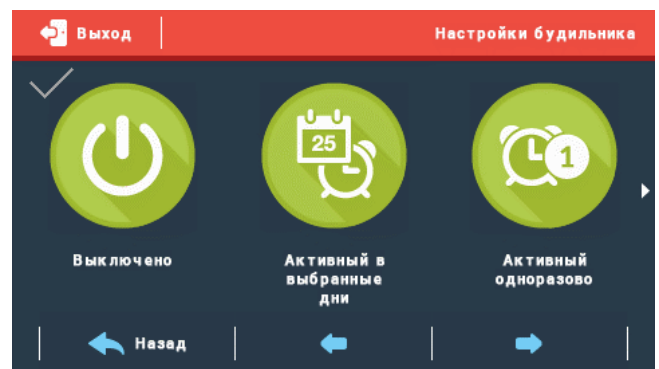 Выход
Настройки будильника
25
1
Выключено
Активный в
выбранные
дни
Активный
одноразово
Назад